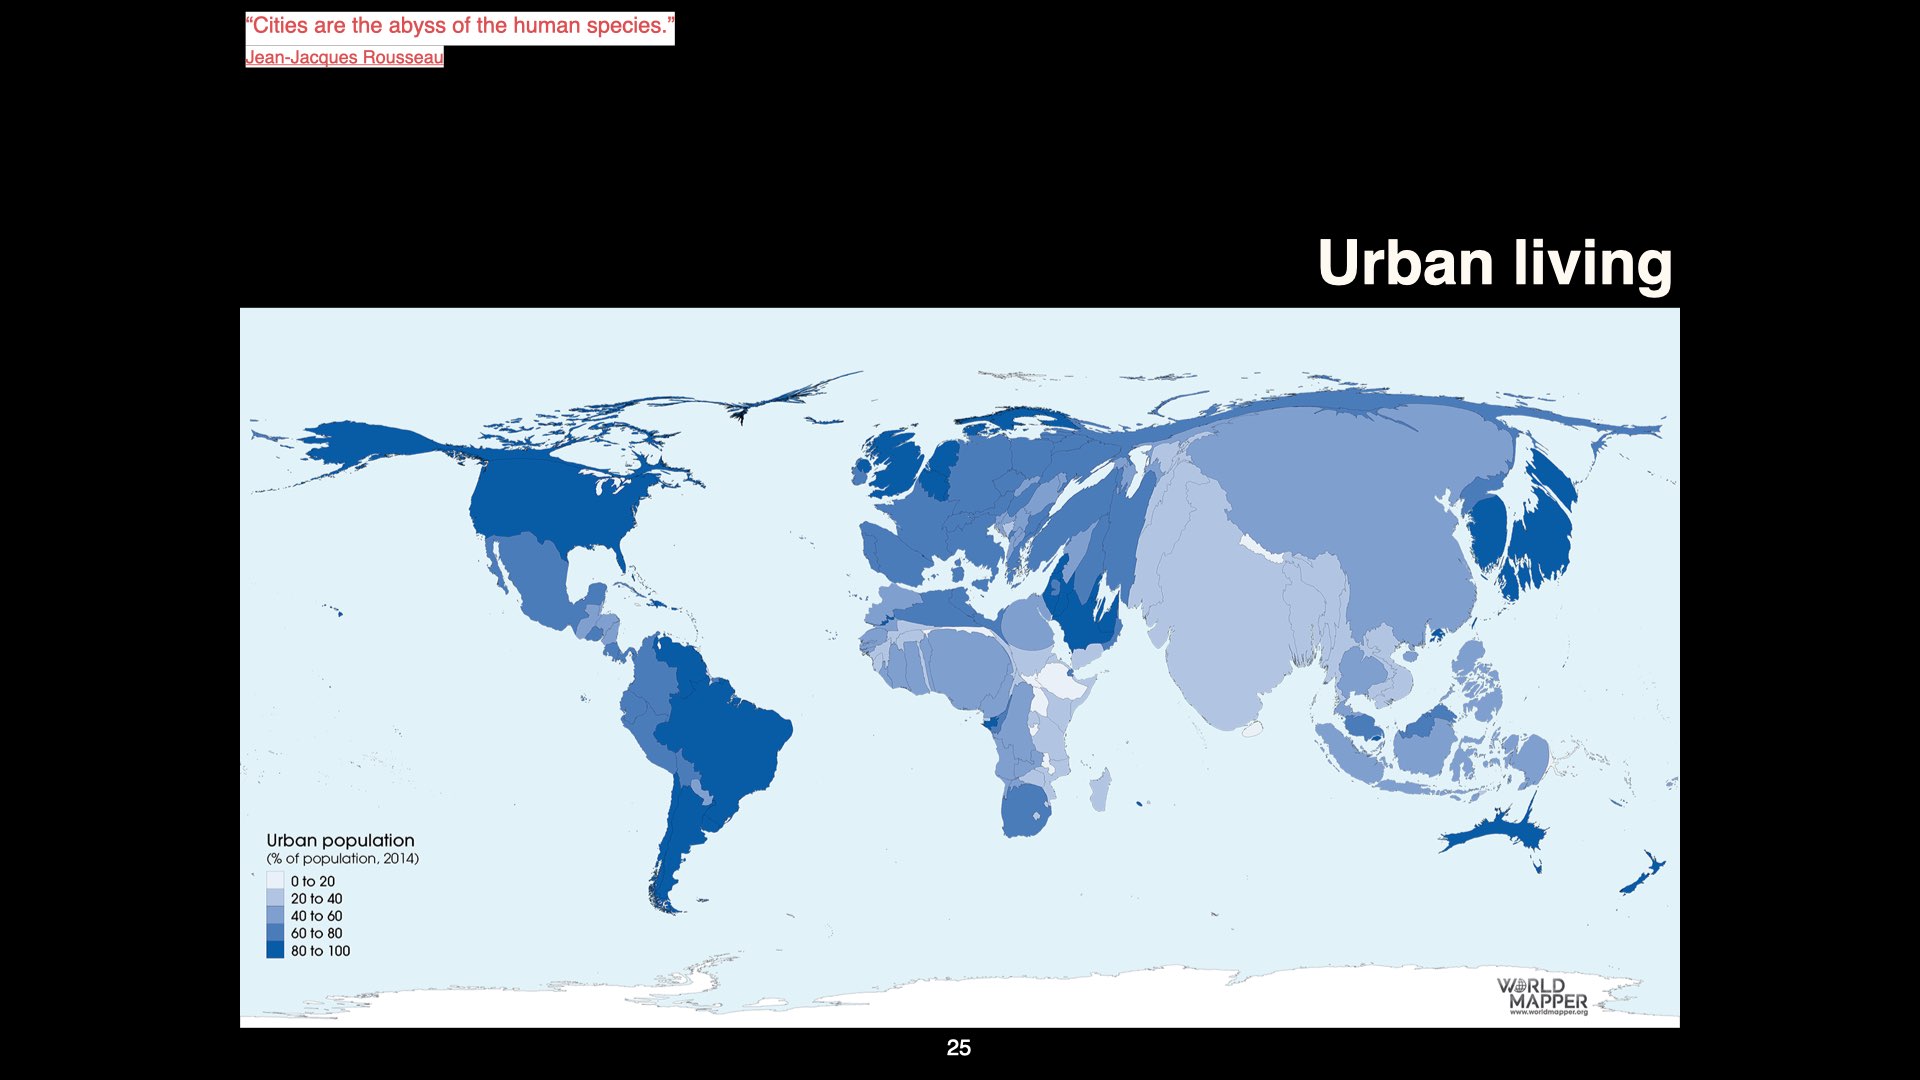 “Cities are the abyss of the human species.”
Jean-Jacques Rousseau
Urban living
Urban population
(% of population, 2014)
0 to 20
20 to 40
40 to 60
60 to 80
80 to 100
WORLD
MAPPER
www.worldmapper.org
25